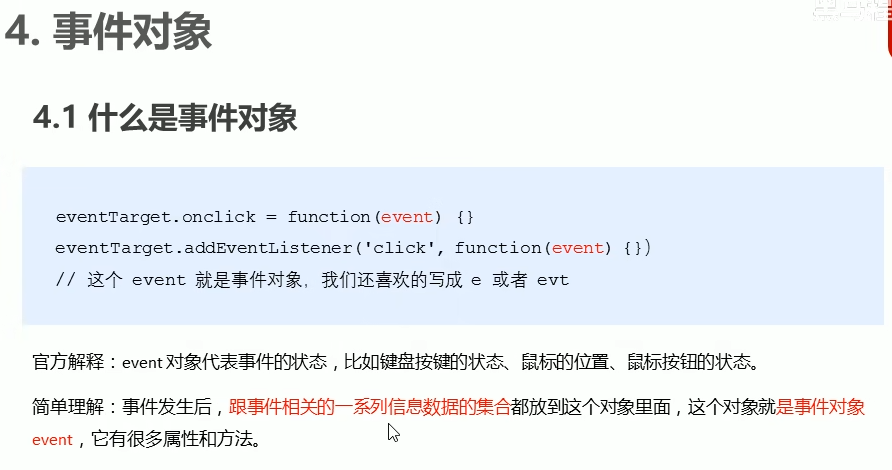 4. 事件对象
4.1 什么是事件对象
eventTarget.onclick = function(event) {}
eventTarget.addEventListener('click', function(event) {})
// 这个 event 就是事件对象，我们还喜欢的写成 e 或者 evt
官方解释：event 对象代表事件的状态，比如键盘按键的状态、鼠标的位置、鼠标按钮的状态。
简单理解：事件发生后，跟事件相关的一系列信息数据的集合都放到这个对象里面，这个对象就是事件对象
event，它有很多属性和方法。